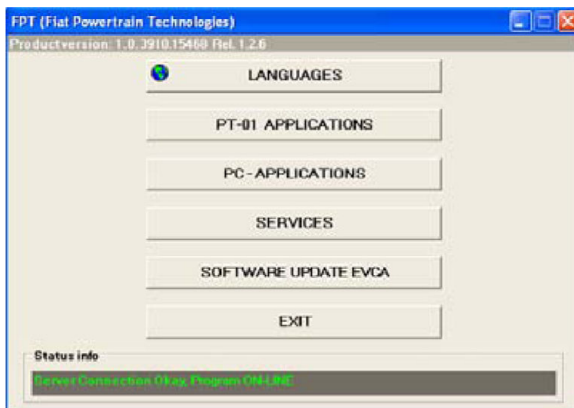 FPT (Fiat Powertrain Technologies)
Productversion: 1.0.3910.15460 Rel. 1.2.6
LANGUAGES
PT-01 APPLICATIONS
PC-APPLICATIONS
SERVICES
SOFTWARE UPDATE EVCA
EXIT
Status info
Server Connection Okay, Program ON-LINE